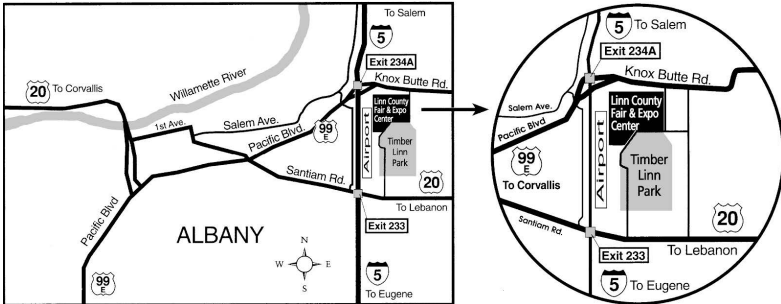 To Salem
5
Exit 234A
Knox Butte Rd.
20
To Corvallis
Willamette River
Linn County
Fair & Expo
Center
1st Ave.
Salem Ave.
Pacific Blvd.
99
E
Airport
Timber
Linn
Park
Santiam Rd.
20
To Lebanon
Exit 233
Pacific Blvd
ALBANY
N
W
E
S
99
E
5
To Eugene
5
To Salem
Exit 234A
Knox Butte Rd.
Salem Ave.
Pacific Blvd
Linn County
Fair & Expo
Center
99
E
To Corvallis
Airport
Timber
Linn
Park
20
Santiam Rd.
To Lebanon
Exit 233
5
To Eugene